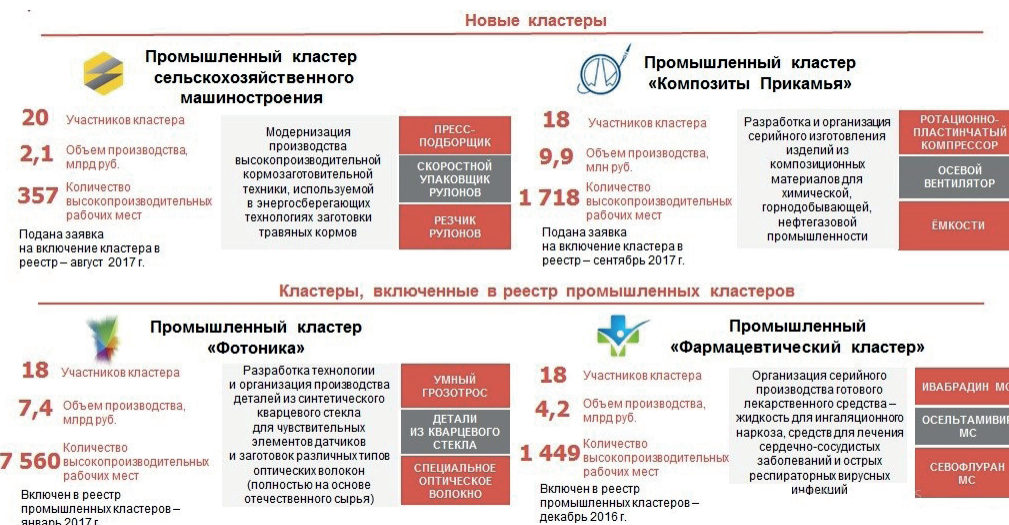 Новые кластеры
Промышленный кластер
сельскохозяйственного
машиностроения
20 Участников кластера
2,1 Объем производства,
млрд руб.
357 Количество
высокопроизводительных
рабочих мест
Подана заявка
на включение кластера в
реестр – август 2017 г.
Модернизация
производства
высокопроизводительной
кормозаготовительной
техники, используемой
в энергосберегающих
технологиях заготовки
травяных кормов
ПРЕСС-
ПОДБОРЩИК
СКОРОСТНОЙ
УПАКОВЩИК
РУЛОНОВ
РЕЗЧИК
РУЛОНОВ
Промышленный кластер
«Композиты Прикамья»
18 Участников кластера
9,9 Объем производства,
млн руб.
1 718 Количество
высокопроизводительных
рабочих мест
Подана заявка
на включение кластера в
реестр – сентябрь 2017 г.
Разработка и организация
серийного изготовления
изделий из
композиционных
материалов для
химической,
горнодобывающей,
нефтегазовой
промышленности
РОТАЦИОННО-
ПЛАСТИНЧАТЫЙ
КОМПРЕССОР
ОСЕВОЙ
ВЕНТИЛЯТОР
ЁМКОСТИ
Кластеры, включенные в реестр промышленных кластеров
Промышленный кластер
«Фотоника»
18 Участников кластера
7,4 Объем производства,
млрд руб.
7 560 Количество
высокопроизводительных
рабочих мест
Включен в реестр
промышленных кластеров –
январь 2017 г.
Разработка технологии
и организация производства
деталей из синтетического
кварцевого стекла
для чувствительных
элементов датчиков
и заготовок различных типов
оптических волокон
(полностью на основе
отечественного сырья)
УМНЫЙ
ГРОЗОТРОС
ДЕТАЛИ
ИЗ КВАРЦЕВОГО
СТЕКЛА
СПЕЦИАЛЬНОЕ
ОПТИЧЕСКОЕ
ВОЛОКНО
Промышленный
«Фармацевтический кластер»
18 Участников кластера
4,2 Объем производства,
млрд руб.
1 449 Количество
высокопроизводительных
рабочих мест
Включен в реестр
промышленных кластеров –
декабрь 2016 г.
Организация серийного
производства готового
лекарственного средства –
жидкость для ингаляционного
наркоза, средств для лечения
сердечно-сосудистых
заболеваний и острых
респираторных вирусных
инфекций
ИВАБРАДИН МС
ОСЕЛЬТАМИВИР
МС
СЕВОФЛУРАН
МС